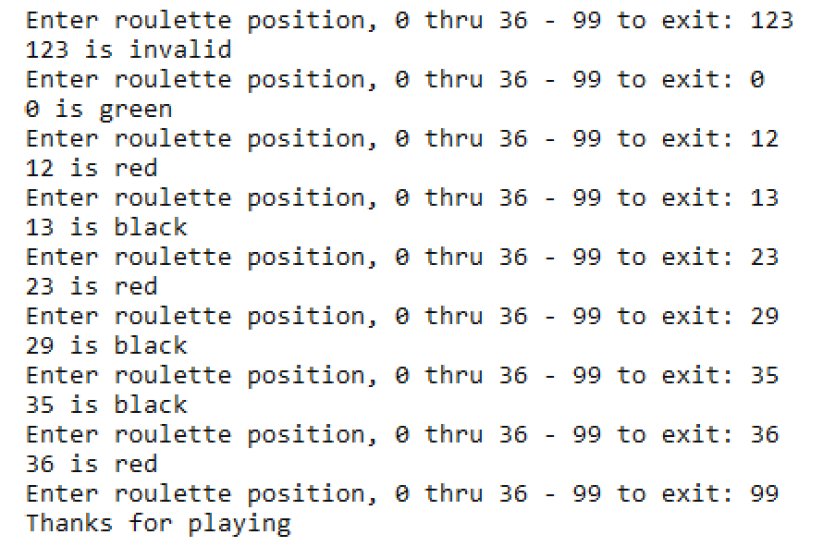 Enter roulette position, 0 thru 36 - 99 to exit: 123
123 is invalid
Enter roulette position, 0 thru 36 - 99 to exit: 0
0 is green
Enter roulette position, 0 thru 36 - 99 to exit: 12
12 is red
Enter roulette position, 0 thru 36 - 99 to exit: 13
13 is black
Enter roulette position, 0 thru 36 - 99 to exit: 23
23 is red
Enter roulette position, 0 thru 36 - 99 to exit: 29
29 is black
Enter roulette position, 0 thru 36 - 99 to exit: 35
35 is black
Enter roulette position, 0 thru 36 - 99 to exit: 36
36 is red
Enter roulette position, 0 thru 36 - 99 to exit: 99
Thanks for playing